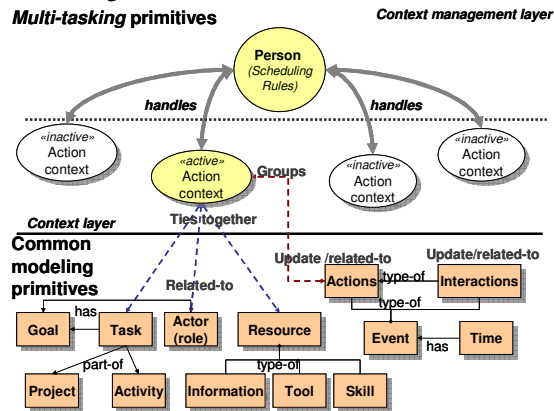 Multi-tasking primitives
Context management layer
Person
(Scheduling
Rules)
handles
handles
«inactive»
Action
context
«active»
Action
context
«inactive»
Action
context
«inactive»
Action
context
Groups
Context layer
Ties together
Common
modeling
primitives
Update /related-to
Update/related-to
Related-to
Actions
type-of
Interactions
type-of
Goal
has
Task
Actor
(role)
Resource
Event
has
Time
part-of
type-of
Project
Activity
Information
Tool
Skill